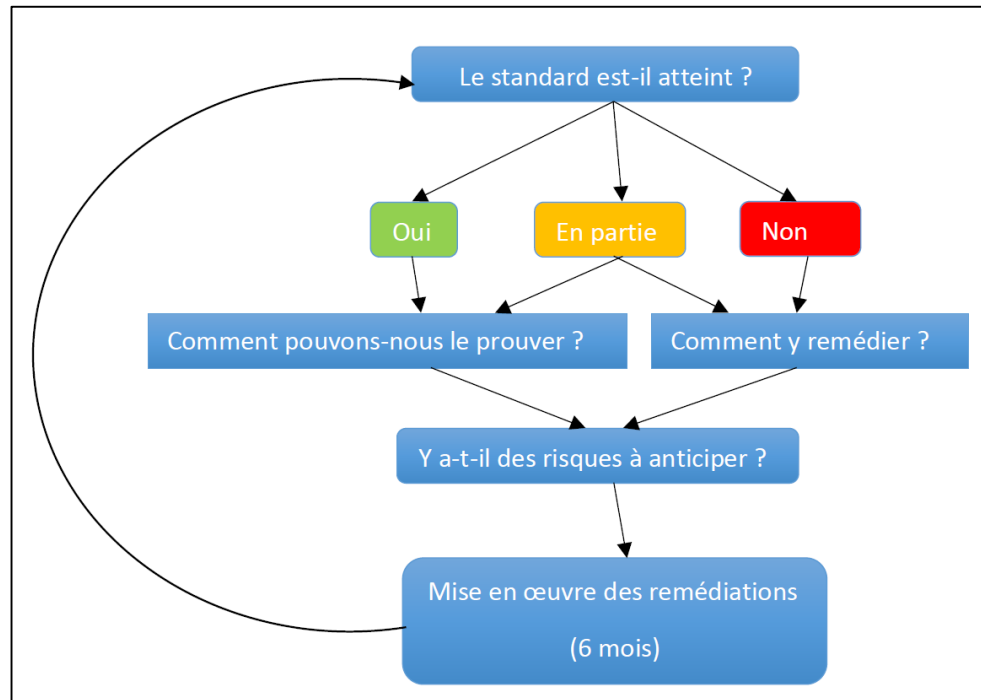 Le standard est-il atteint ?
Oui
En partie
Non
Comment pouvons-nous le prouver ?
Comment y remédier ?
Y a-t-il des risques à anticiper ?
Mise en œuvre des remédiations
(6 mois)